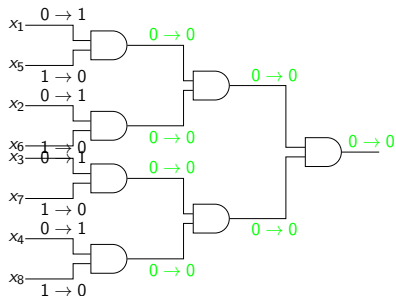 0 → 1
x1
0 → 0
x5
1 → 0
0 → 0
0 → 1
x2
x6
1 → 0
0 → 0
0 → 1
x3
0 → 0
0 → 0
x7
1 → 0
0 → 1
x4
0 → 0
0 → 0
x8
1 → 0